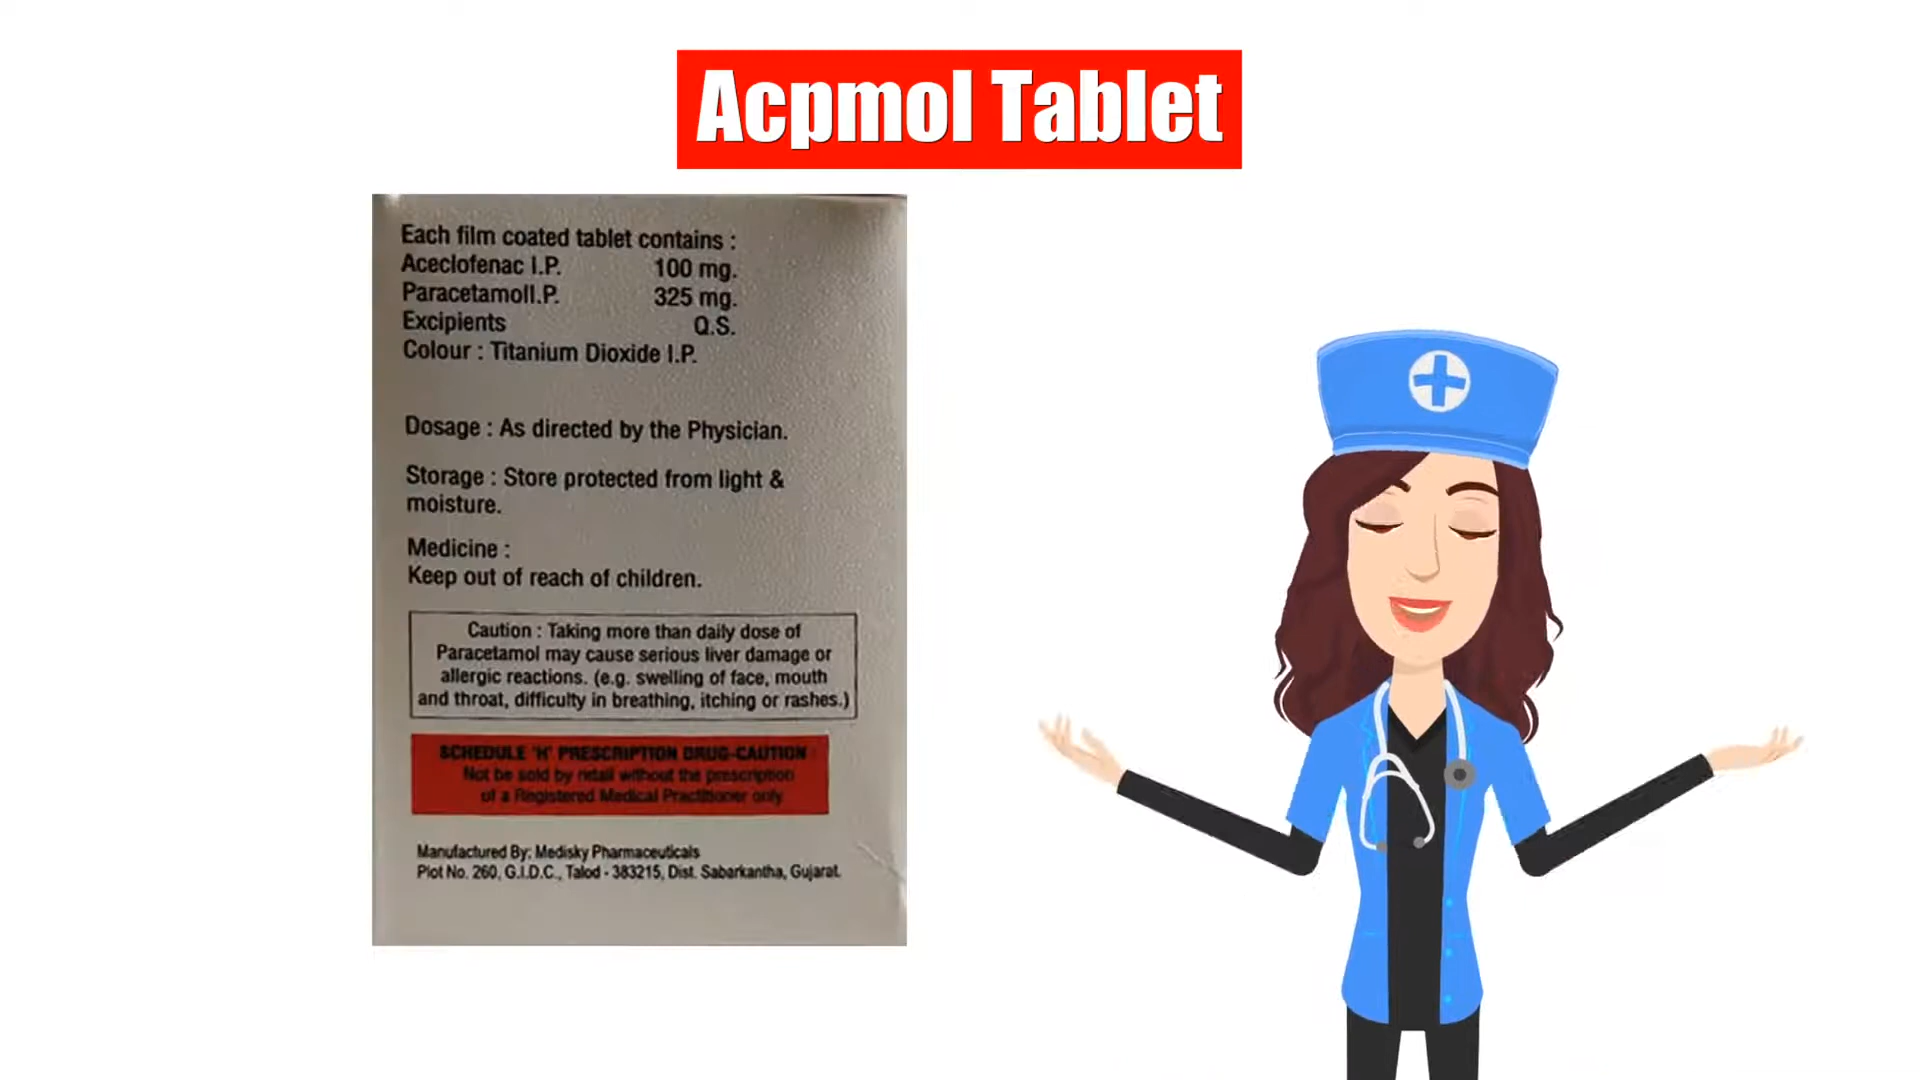 Acpmol Tablet
Each film coated tablet contains :
Aceclofenac I.P. 100 mg.
ParacetamolI.P. 325 mg.
Excipients Q.S.
Colour : Titanium Dioxide I.P.
Dosage : As directed by the Physician.
Storage : Store protected from light &
moisture.
Medicine :
Keep out of reach of children.
Caution : Taking more than daily dose of
Paracetamol may cause serious liver damage or
allergic reactions. (e.g. swelling of face, mouth
and throat, difficulty in breathing, itching or rashes.)
SCHEDULE 'H' PRESCRIPTION DRUG-CAUTION :
Not be sold by retail without the prescription
of a Registered Medical Practitioner only
Manufactured By: Medisky Pharmaceuticals
Plot No. 260, G.I.D.C., Talod - 383215, Dist. Sabarkantha, Gujarat.